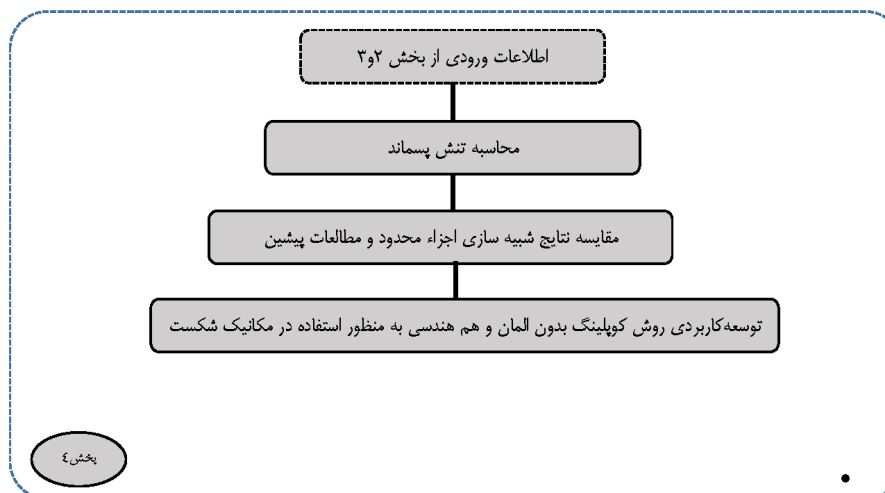 اطلاعات ورودی از بخش ۲و۳
محاسبه تنش پسماند
مقایسه نتایج شبیه سازی اجزاء محدود و مطالعات پیشین
توسعه‌کاربردی روش کوپلینگ بدون المان و هم هندسی به منظور استفاده در مکانیک شکست
بخش٤